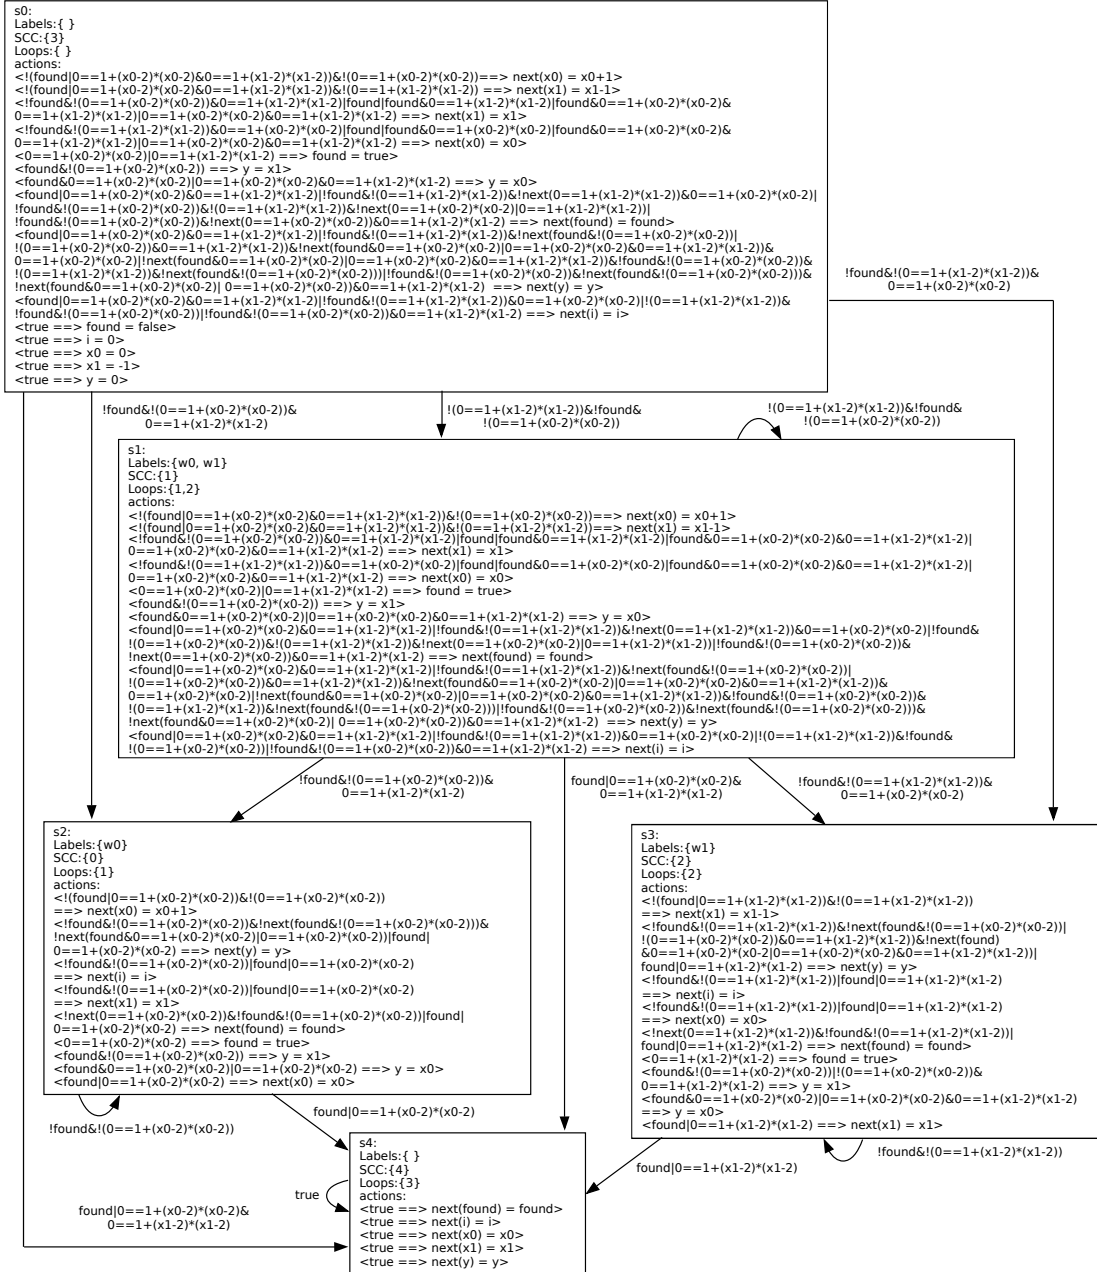 s0:
Labels:{ }
SCC:{3}
Loops:{ }
actions:
<!(found|0==1+(x0-2)*(x0-2)&0==1+(x1-2)*(x1-2))&!(0==1+(x0-2)*(x0-2))==> next(x0) = x0+1>
<!(found|0==1+(x0-2)*(x0-2)&0==1+(x1-2)*(x1-2))&!(0==1+(x1-2)*(x1-2)) ==> next(x1) = x1-1>
<!found&!(0==1+(x0-2)*(x0-2))&0==1+(x1-2)*(x1-2)|found|found&0==1+(x1-2)*(x1-2)|found&0==1+(x0-2)*(x0-2)&
0==1+(x1-2)*(x1-2)|0==1+(x0-2)*(x0-2)&0==1+(x1-2)*(x1-2) ==> next(x1) = x1>
<!found&!(0==1+(x1-2)*(x1-2))&0==1+(x0-2)*(x0-2)|found|found&0==1+(x0-2)*(x0-2)|found&0==1+(x0-2)*(x0-2)&
0==1+(x1-2)*(x1-2)|0==1+(x0-2)*(x0-2)&0==1+(x1-2)*(x1-2) ==> next(x0) = x0>
<0==1+(x0-2)*(x0-2)|0==1+(x1-2)*(x1-2) ==> found = true>
<found&!(0==1+(x0-2)*(x0-2)) ==> y = x1>
<found&0==1+(x0-2)*(x0-2)|0==1+(x0-2)*(x0-2)&0==1+(x1-2)*(x1-2) ==> y = x0>
<found|0==1+(x0-2)*(x0-2)&0==1+(x1-2)*(x1-2)|!found&!(0==1+(x1-2)*(x1-2))&!next(0==1+(x1-2)*(x1-2))&0==1+(x0-2)*(x0-2)|
!found&!(0==1+(x0-2)*(x0-2))&!(0==1+(x1-2)*(x1-2))&!next(0==1+(x0-2)*(x0-2)|0==1+(x1-2)*(x1-2))|
!found&!(0==1+(x0-2)*(x0-2))&!next(0==1+(x0-2)*(x0-2))&0==1+(x1-2)*(x1-2) ==> next(found) = found>
<found|0==1+(x0-2)*(x0-2)&0==1+(x1-2)*(x1-2)|!found&!(0==1+(x1-2)*(x1-2))&!next(found&!(0==1+(x0-2)*(x0-2))|
!(0==1+(x0-2)*(x0-2))&0==1+(x1-2)*(x1-2))&!next(found&0==1+(x0-2)*(x0-2)|0==1+(x0-2)*(x0-2)&0==1+(x1-2)*(x1-2))&
0==1+(x0-2)*(x0-2)|!next(found&0==1+(x0-2)*(x0-2)|0==1+(x0-2)*(x0-2)&0==1+(x1-2)*(x1-2))&!found&!(0==1+(x0-2)*(x0-2))&
!(0==1+(x1-2)*(x1-2))&!next(found&!(0==1+(x0-2)*(x0-2)))|!found&!(0==1+(x0-2)*(x0-2))&!next(found&!(0==1+(x0-2)*(x0-2)))&
!next(found&0==1+(x0-2)*(x0-2)| 0==1+(x0-2)*(x0-2))&0==1+(x1-2)*(x1-2)  ==> next(y) = y>
<found|0==1+(x0-2)*(x0-2)&0==1+(x1-2)*(x1-2)|!found&!(0==1+(x1-2)*(x1-2))&0==1+(x0-2)*(x0-2)|!(0==1+(x1-2)*(x1-2))&
!found&!(0==1+(x0-2)*(x0-2))|!found&!(0==1+(x0-2)*(x0-2))&0==1+(x1-2)*(x1-2) ==> next(i) = i>
<true ==> found = false>
<true ==> i = 0>
<true ==> x0 = 0>
<true ==> x1 = -1>
<true ==> y = 0>
!found&!(0==1+(x1-2)*(x1-2))&
0==1+(x0-2)*(x0-2)
!found&!(0==1+(x0-2)*(x0-2))&
0==1+(x1-2)*(x1-2)
!(0==1+(x1-2)*(x1-2))&!found&
!(0==1+(x0-2)*(x0-2))
!(0==1+(x1-2)*(x1-2))&!found&
!(0==1+(x0-2)*(x0-2))
s1:
Labels:{w0, w1}
SCC:{1}
Loops:{1,2}
actions:
<!(found|0==1+(x0-2)*(x0-2)&0==1+(x1-2)*(x1-2))&!(0==1+(x0-2)*(x0-2))==> next(x0) = x0+1>
<!(found|0==1+(x0-2)*(x0-2)&0==1+(x1-2)*(x1-2))&!(0==1+(x1-2)*(x1-2))==> next(x1) = x1-1>
<!found&!(0==1+(x0-2)*(x0-2))&0==1+(x1-2)*(x1-2)|found|found&0==1+(x1-2)*(x1-2)|found&0==1+(x0-2)*(x0-2)&0==1+(x1-2)*(x1-2)|
0==1+(x0-2)*(x0-2)&0==1+(x1-2)*(x1-2) ==> next(x1) = x1>
<!found&!(0==1+(x1-2)*(x1-2))&0==1+(x0-2)*(x0-2)|found|found&0==1+(x0-2)*(x0-2)|found&0==1+(x0-2)*(x0-2)&0==1+(x1-2)*(x1-2)|
0==1+(x0-2)*(x0-2)&0==1+(x1-2)*(x1-2) ==> next(x0) = x0>
<0==1+(x0-2)*(x0-2)|0==1+(x1-2)*(x1-2) ==> found = true>
<found&!(0==1+(x0-2)*(x0-2)) ==> y = x1>
<found&0==1+(x0-2)*(x0-2)|0==1+(x0-2)*(x0-2)&0==1+(x1-2)*(x1-2) ==> y = x0>
<found|0==1+(x0-2)*(x0-2)&0==1+(x1-2)*(x1-2)|!found&!(0==1+(x1-2)*(x1-2))&!next(0==1+(x1-2)*(x1-2))&0==1+(x0-2)*(x0-2)|!found&
!(0==1+(x0-2)*(x0-2))&!(0==1+(x1-2)*(x1-2))&!next(0==1+(x0-2)*(x0-2)|0==1+(x1-2)*(x1-2))|!found&!(0==1+(x0-2)*(x0-2))&
!next(0==1+(x0-2)*(x0-2))&0==1+(x1-2)*(x1-2) ==> next(found) = found>
<found|0==1+(x0-2)*(x0-2)&0==1+(x1-2)*(x1-2)|!found&!(0==1+(x1-2)*(x1-2))&!next(found&!(0==1+(x0-2)*(x0-2))|
!(0==1+(x0-2)*(x0-2))&0==1+(x1-2)*(x1-2))&!next(found&0==1+(x0-2)*(x0-2)|0==1+(x0-2)*(x0-2)&0==1+(x1-2)*(x1-2))&
0==1+(x0-2)*(x0-2)|!next(found&0==1+(x0-2)*(x0-2)|0==1+(x0-2)*(x0-2)&0==1+(x1-2)*(x1-2))&!found&!(0==1+(x0-2)*(x0-2))&
!(0==1+(x1-2)*(x1-2))&!next(found&!(0==1+(x0-2)*(x0-2)))|!found&!(0==1+(x0-2)*(x0-2))&!next(found&!(0==1+(x0-2)*(x0-2)))&
!next(found&0==1+(x0-2)*(x0-2)| 0==1+(x0-2)*(x0-2))&0==1+(x1-2)*(x1-2)  ==> next(y) = y>
<found|0==1+(x0-2)*(x0-2)&0==1+(x1-2)*(x1-2)|!found&!(0==1+(x1-2)*(x1-2))&0==1+(x0-2)*(x0-2)|!(0==1+(x1-2)*(x1-2))&!found&
!(0==1+(x0-2)*(x0-2))|!found&!(0==1+(x0-2)*(x0-2))&0==1+(x1-2)*(x1-2) ==> next(i) = i>
!found&!(0==1+(x0-2)*(x0-2))&
0==1+(x1-2)*(x1-2)
found|0==1+(x0-2)*(x0-2)&
0==1+(x1-2)*(x1-2)
!found&!(0==1+(x1-2)*(x1-2))&
0==1+(x0-2)*(x0-2)
s2:
Labels:{w0}
SCC:{0}
Loops:{1}
actions:
<!(found|0==1+(x0-2)*(x0-2))&!(0==1+(x0-2)*(x0-2))
==> next(x0) = x0+1>
<!found&!(0==1+(x0-2)*(x0-2))&!next(found&!(0==1+(x0-2)*(x0-2)))&
!next(found&0==1+(x0-2)*(x0-2)|0==1+(x0-2)*(x0-2))|found|
0==1+(x0-2)*(x0-2) ==> next(y) = y>
<!found&!(0==1+(x0-2)*(x0-2))|found|0==1+(x0-2)*(x0-2)
==> next(i) = i>
<!found&!(0==1+(x0-2)*(x0-2))|found|0==1+(x0-2)*(x0-2)
==> next(x1) = x1>
<!next(0==1+(x0-2)*(x0-2))&!found&!(0==1+(x0-2)*(x0-2))|found|
0==1+(x0-2)*(x0-2) ==> next(found) = found>
<0==1+(x0-2)*(x0-2) ==> found = true>
<found&!(0==1+(x0-2)*(x0-2)) ==> y = x1>
<found&0==1+(x0-2)*(x0-2)|0==1+(x0-2)*(x0-2) ==> y = x0>
<found|0==1+(x0-2)*(x0-2) ==> next(x0) = x0>
s3:
Labels:{w1}
SCC:{2}
Loops:{2}
actions:
<!(found|0==1+(x1-2)*(x1-2))&!(0==1+(x1-2)*(x1-2))
==> next(x1) = x1-1>
<!found&!(0==1+(x1-2)*(x1-2))&!next(found&!(0==1+(x0-2)*(x0-2))|
!(0==1+(x0-2)*(x0-2))&0==1+(x1-2)*(x1-2))&!next(found)
&0==1+(x0-2)*(x0-2|0==1+(x0-2)*(x0-2)&0==1+(x1-2)*(x1-2))|
found|0==1+(x1-2)*(x1-2) ==> next(y) = y>
<!found&!(0==1+(x1-2)*(x1-2))|found|0==1+(x1-2)*(x1-2)
==> next(i) = i>
<!found&!(0==1+(x1-2)*(x1-2))|found|0==1+(x1-2)*(x1-2)
==> next(x0) = x0>
<!next(0==1+(x1-2)*(x1-2))&!found&!(0==1+(x1-2)*(x1-2))|
found|0==1+(x1-2)*(x1-2) ==> next(found) = found>
<0==1+(x1-2)*(x1-2) ==> found = true>
<found&!(0==1+(x0-2)*(x0-2))|!(0==1+(x0-2)*(x0-2))&
0==1+(x1-2)*(x1-2) ==> y = x1>
<found&0==1+(x0-2)*(x0-2)|0==1+(x0-2)*(x0-2)&0==1+(x1-2)*(x1-2)
==> y = x0>
<found|0==1+(x1-2)*(x1-2) ==> next(x1) = x1>
!found&!(0==1+(x0-2)*(x0-2))
found|0==1+(x0-2)*(x0-2)
!found&!(0==1+(x1-2)*(x1-2))
found|0==1+(x1-2)*(x1-2)
true
found|0==1+(x0-2)*(x0-2)&
0==1+(x1-2)*(x1-2)
s4:
Labels:{ }
SCC:{4}
Loops:{3}
actions:
<true ==> next(found) = found>
<true ==> next(i) = i>
<true ==> next(x0) = x0>
<true ==> next(x1) = x1>
<true ==> next(y) = y>